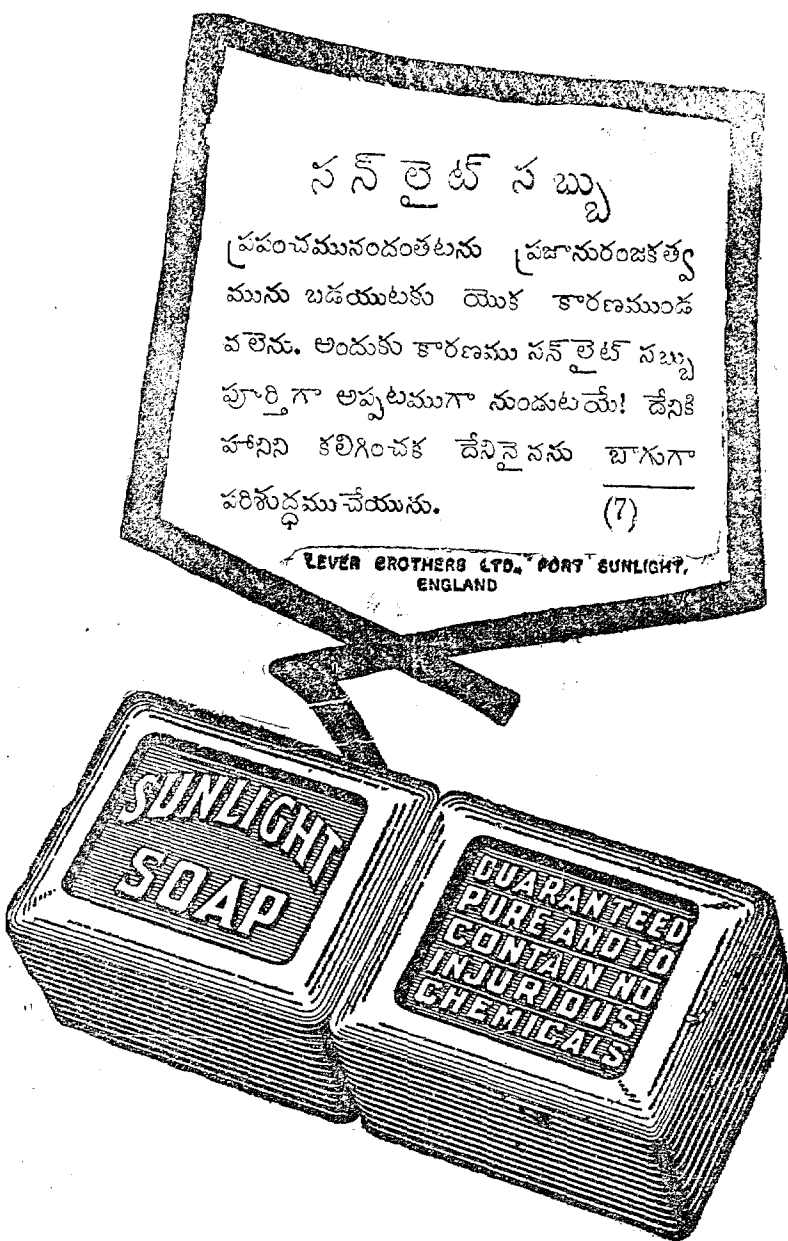 సన్ లైట్ సబ్బు
ప్రపంచమునందంతటను ప్రజానురంజకత్వ
మును బడయుటకు యొక కారణముండ
వలెను. అందుకు కారణము సన్ లైట్ సబ్బు
పూర్తిగా అప్పటముగా నుండుటయే! దేనికి
హానిని కలిగించక దేనినైనను బాగుగా
పరిశుద్ధము చేయును. (7)
LEVER BROTHERS LTD., PORT SUNLIGHT,
ENGLAND
SUNLIGHT
SOAP
GUARANTEED
PURE AND TO
CONTAIN NO
INJURIOUS
CHEMICALS